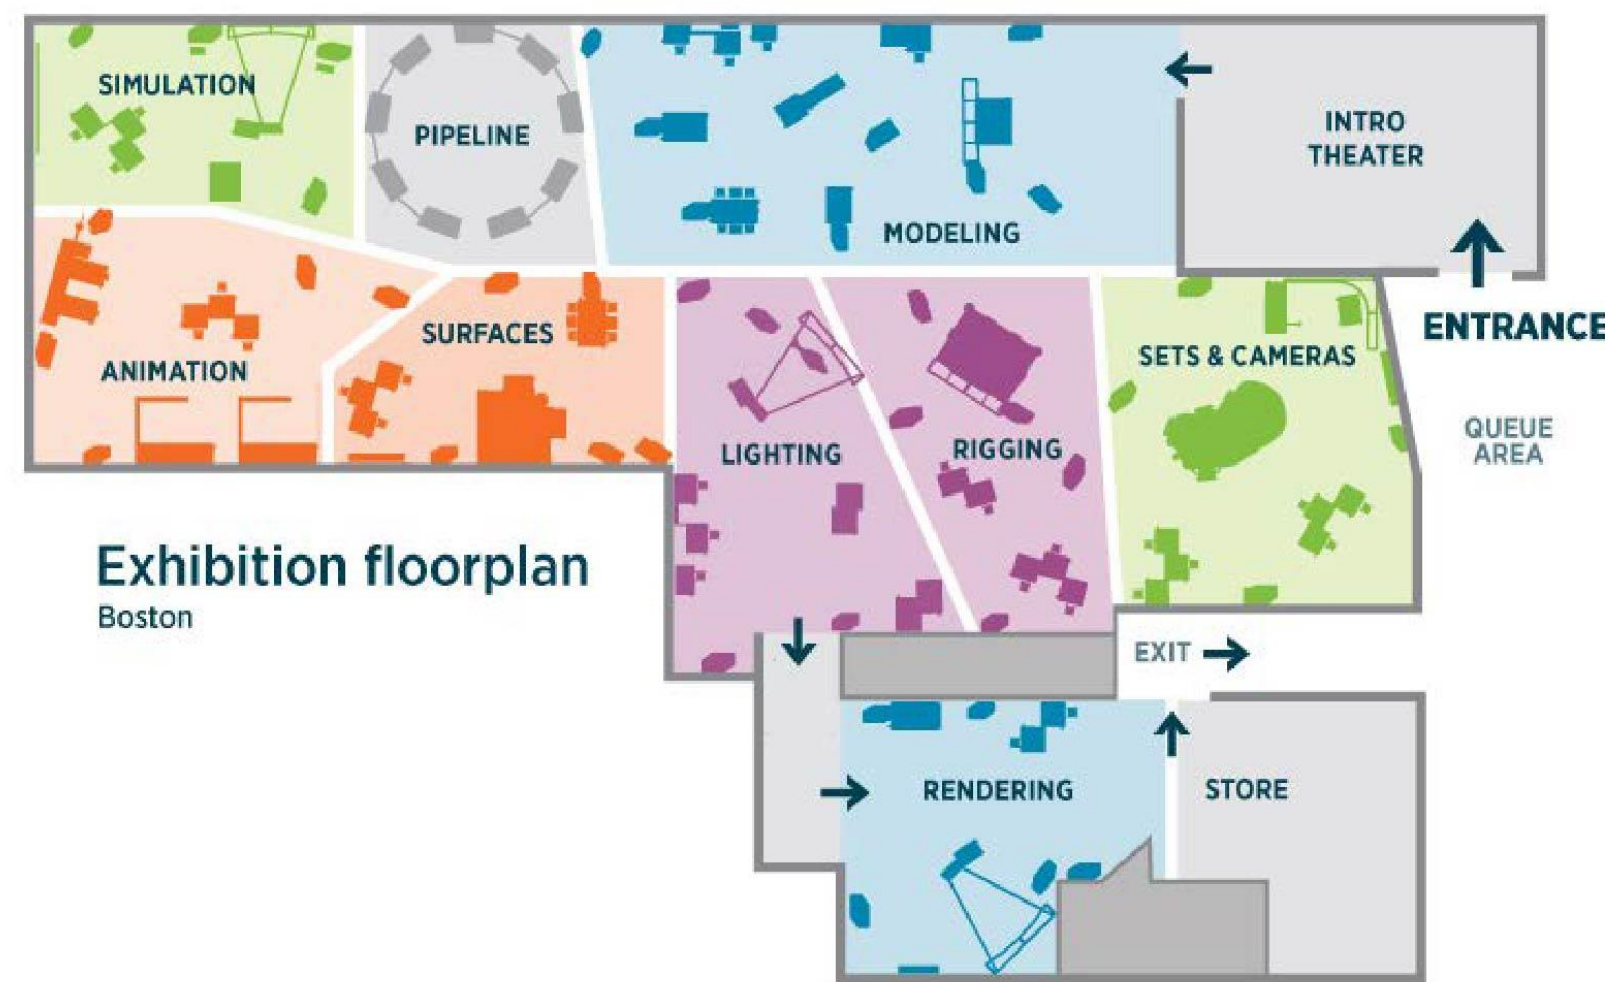 SIMULATION
PIPELINE
INTRO
THEATER
MODELING
ENTRANCE
SURFACES
SETS & CAMERAS
ANIMATION
LIGHTING
RIGGING
QUEUE
AREA
Exhibition floorplan
Boston
EXIT
RENDERING
STORE